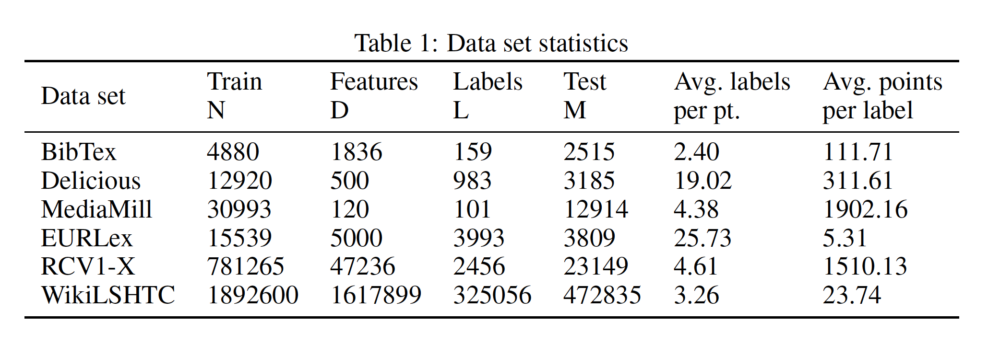 Table 1: Data set statistics
Data set Train N Features D Labels L Test M Avg. labels per pt. Avg. points per label
BibTex 4880 1836 159 2515 2.40 111.71
Delicious 12920 500 983 3185 19.02 311.61
MediaMill 30993 120 101 12914 4.38 1902.16
EURLex 15539 5000 3993 3809 25.73 5.31
RCV1-X 781265 47236 2456 23149 4.61 1510.13
WikiLSHTC 1892600 1617899 325056 472835 3.26 23.74